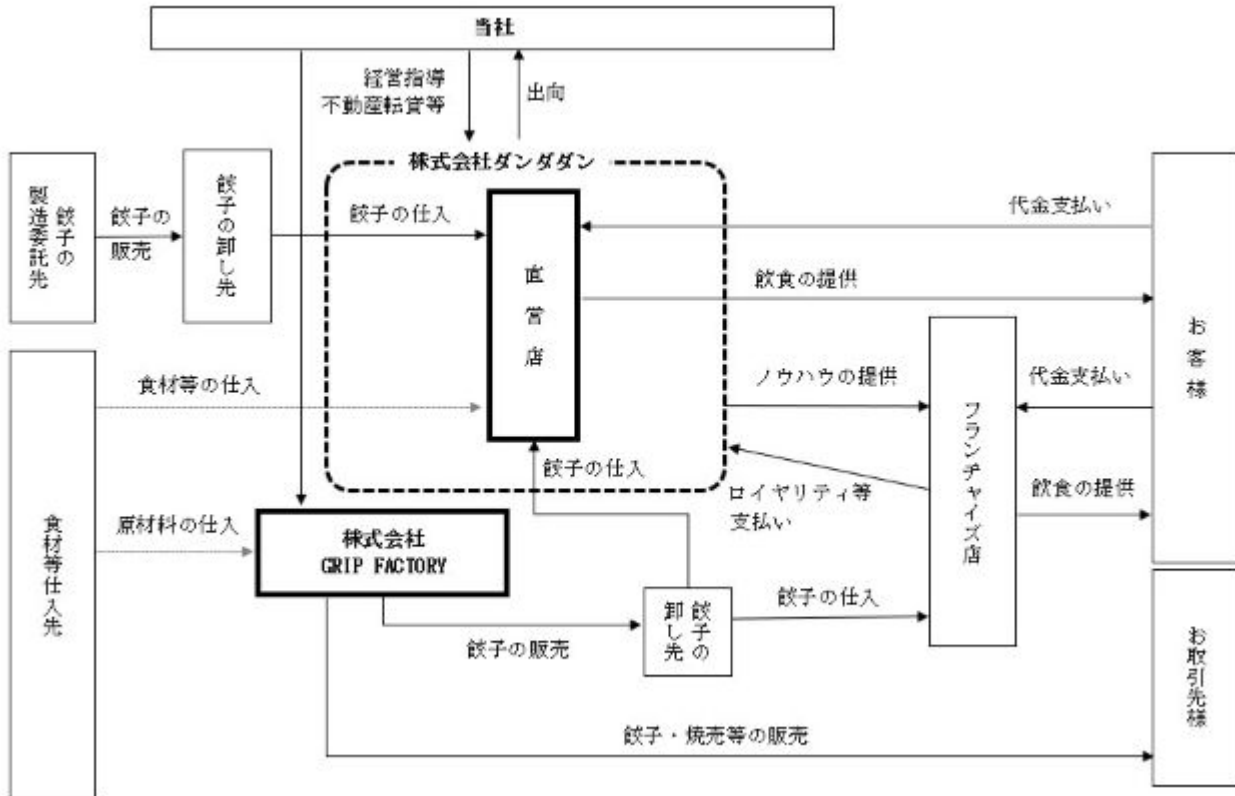 当社
経営指導
不動産転貸等
出向
株式会社ダンダダン
餃子の
製造委託先
餃子の
販売
餃子の卸し先
餃子の仕入
直営店
代金支払い
飲食の提供
お客様
食材等の仕入
ノウハウの提供
代金支払い
フランチャイズ店
餃子の仕入
ロイヤリティ等
支払い
飲食の提供
食材等仕入先
原材料の仕入
株式会社
GRIP FACTORY
餃子の
卸し先
餃子の仕入
餃子の販売
お取引先様
餃子・焼売等の販売